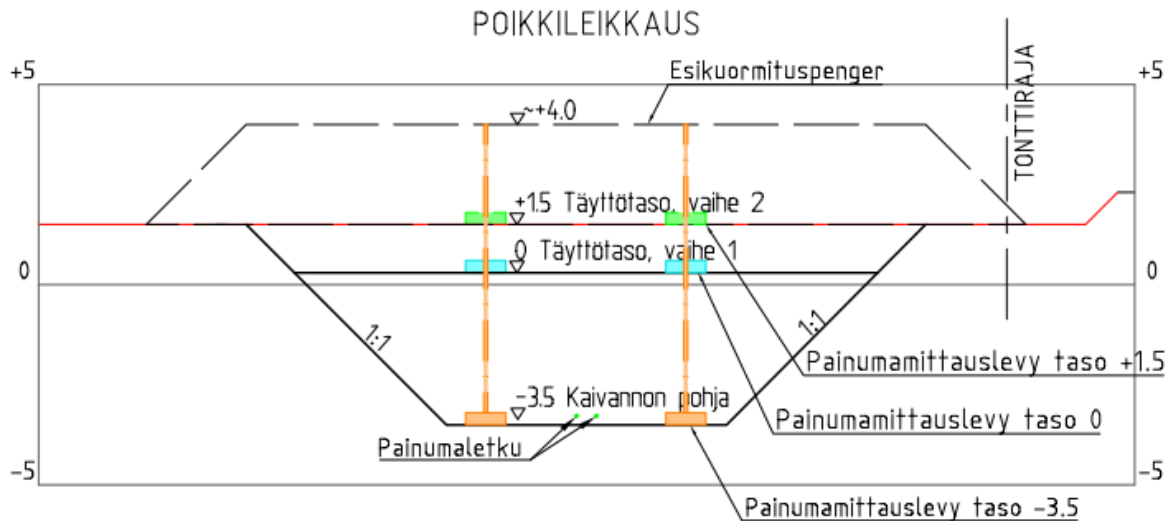 POIKKILEIKKAUS
+5
Esikuormituspenger
+5
~+4.0
TONTTIRAJA
+1.5 Täyttötaso, vaihe 2
0 Täyttötaso, vaihe 1
0
0
1:1
1:1
Painumamittauslevy taso +1.5
-3.5 Kaivannon pohja
Painumamittauslevy taso 0
Painumaletku
-5
-5
Painumamittauslevy taso -3.5